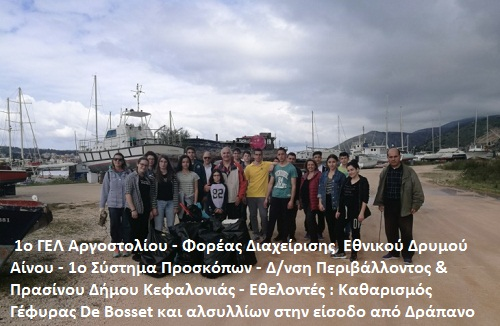 1ο ΓΕΛ Αργοστολίου - Φορέας Διαχείρισης Εθνικού Δρυμού
Αίνου - 1ο Σύστημα Προσκόπων - Δ/νση Περιβάλλοντος &
Πρασίνου Δήμου Κεφαλονιάς - Εθελοντές : Καθαρισμός
Γέφυρας De Bosset και αλσυλλίων στην είσοδο από Δράπανο